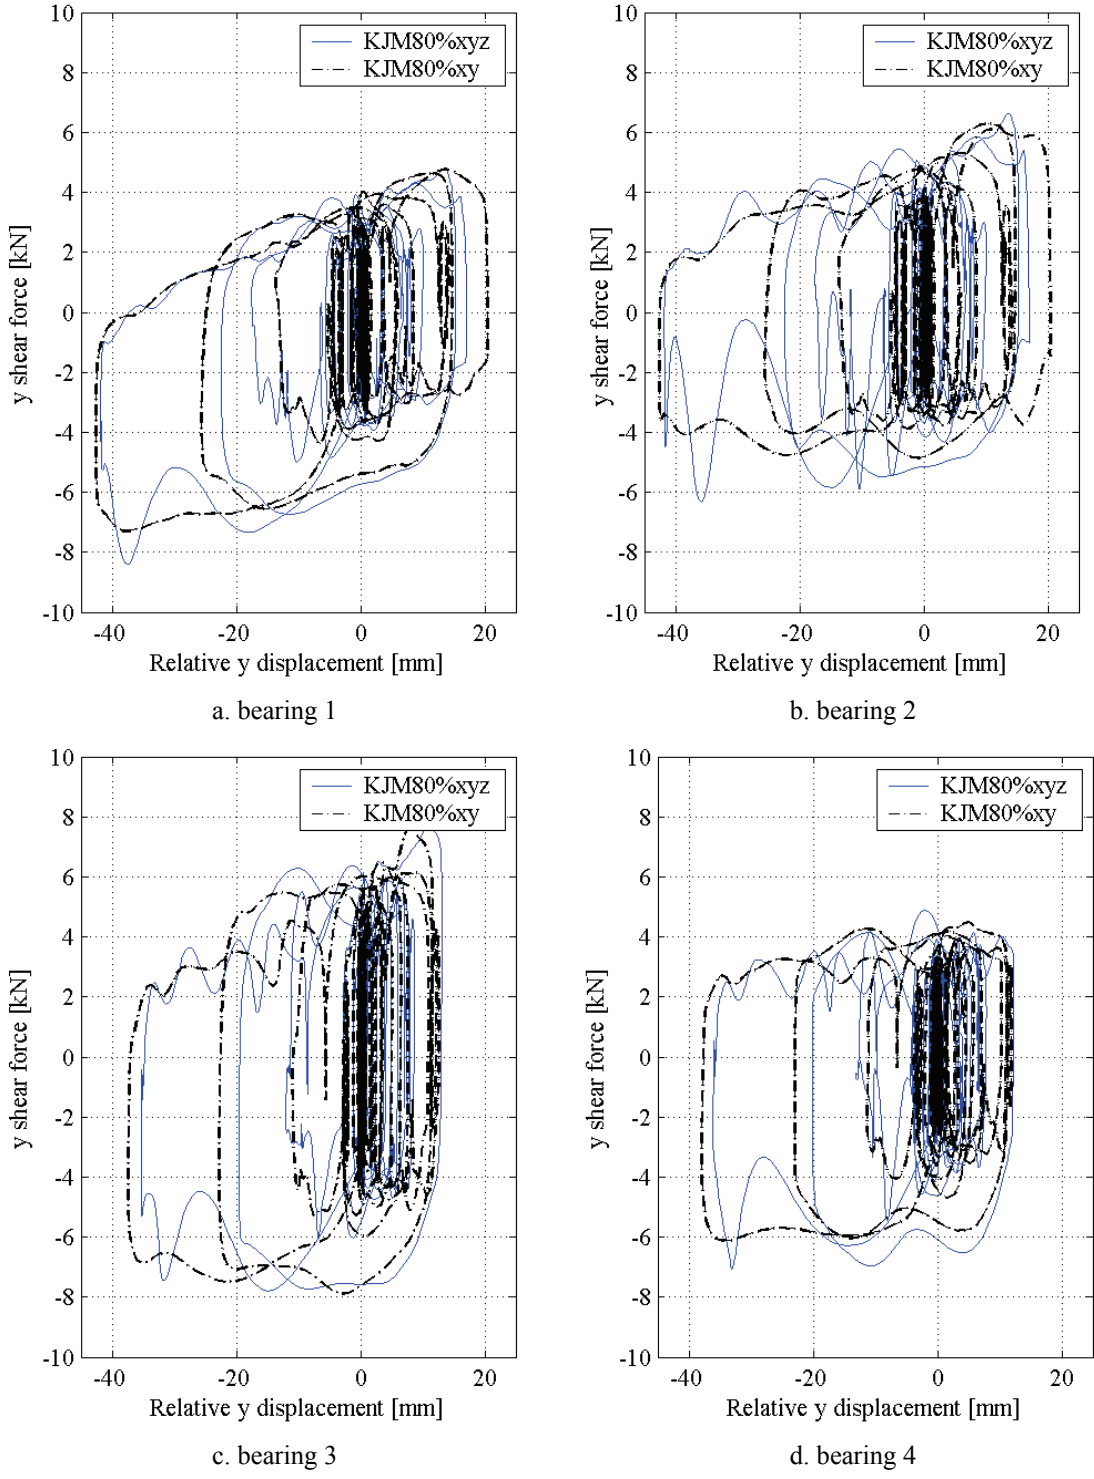 10
8
6
4
2
0
-2
-4
-6
-8
-10
y shear force [kN]
KJM80%xyz
KJM80%xy
-40 -20 0 20
Relative y displacement [mm]
a. bearing 1
10
8
6
4
2
0
-2
-4
-6
-8
-10
y shear force [kN]
KJM80%xyz
KJM80%xy
-40 -20 0 20
Relative y displacement [mm]
b. bearing 2
10
8
6
4
2
0
-2
-4
-6
-8
-10
y shear force [kN]
KJM80%xyz
KJM80%xy
-40 -20 0 20
Relative y displacement [mm]
c. bearing 3
10
8
6
4
2
0
-2
-4
-6
-8
-10
y shear force [kN]
KJM80%xyz
KJM80%xy
-40 -20 0 20
Relative y displacement [mm]
d. bearing 4